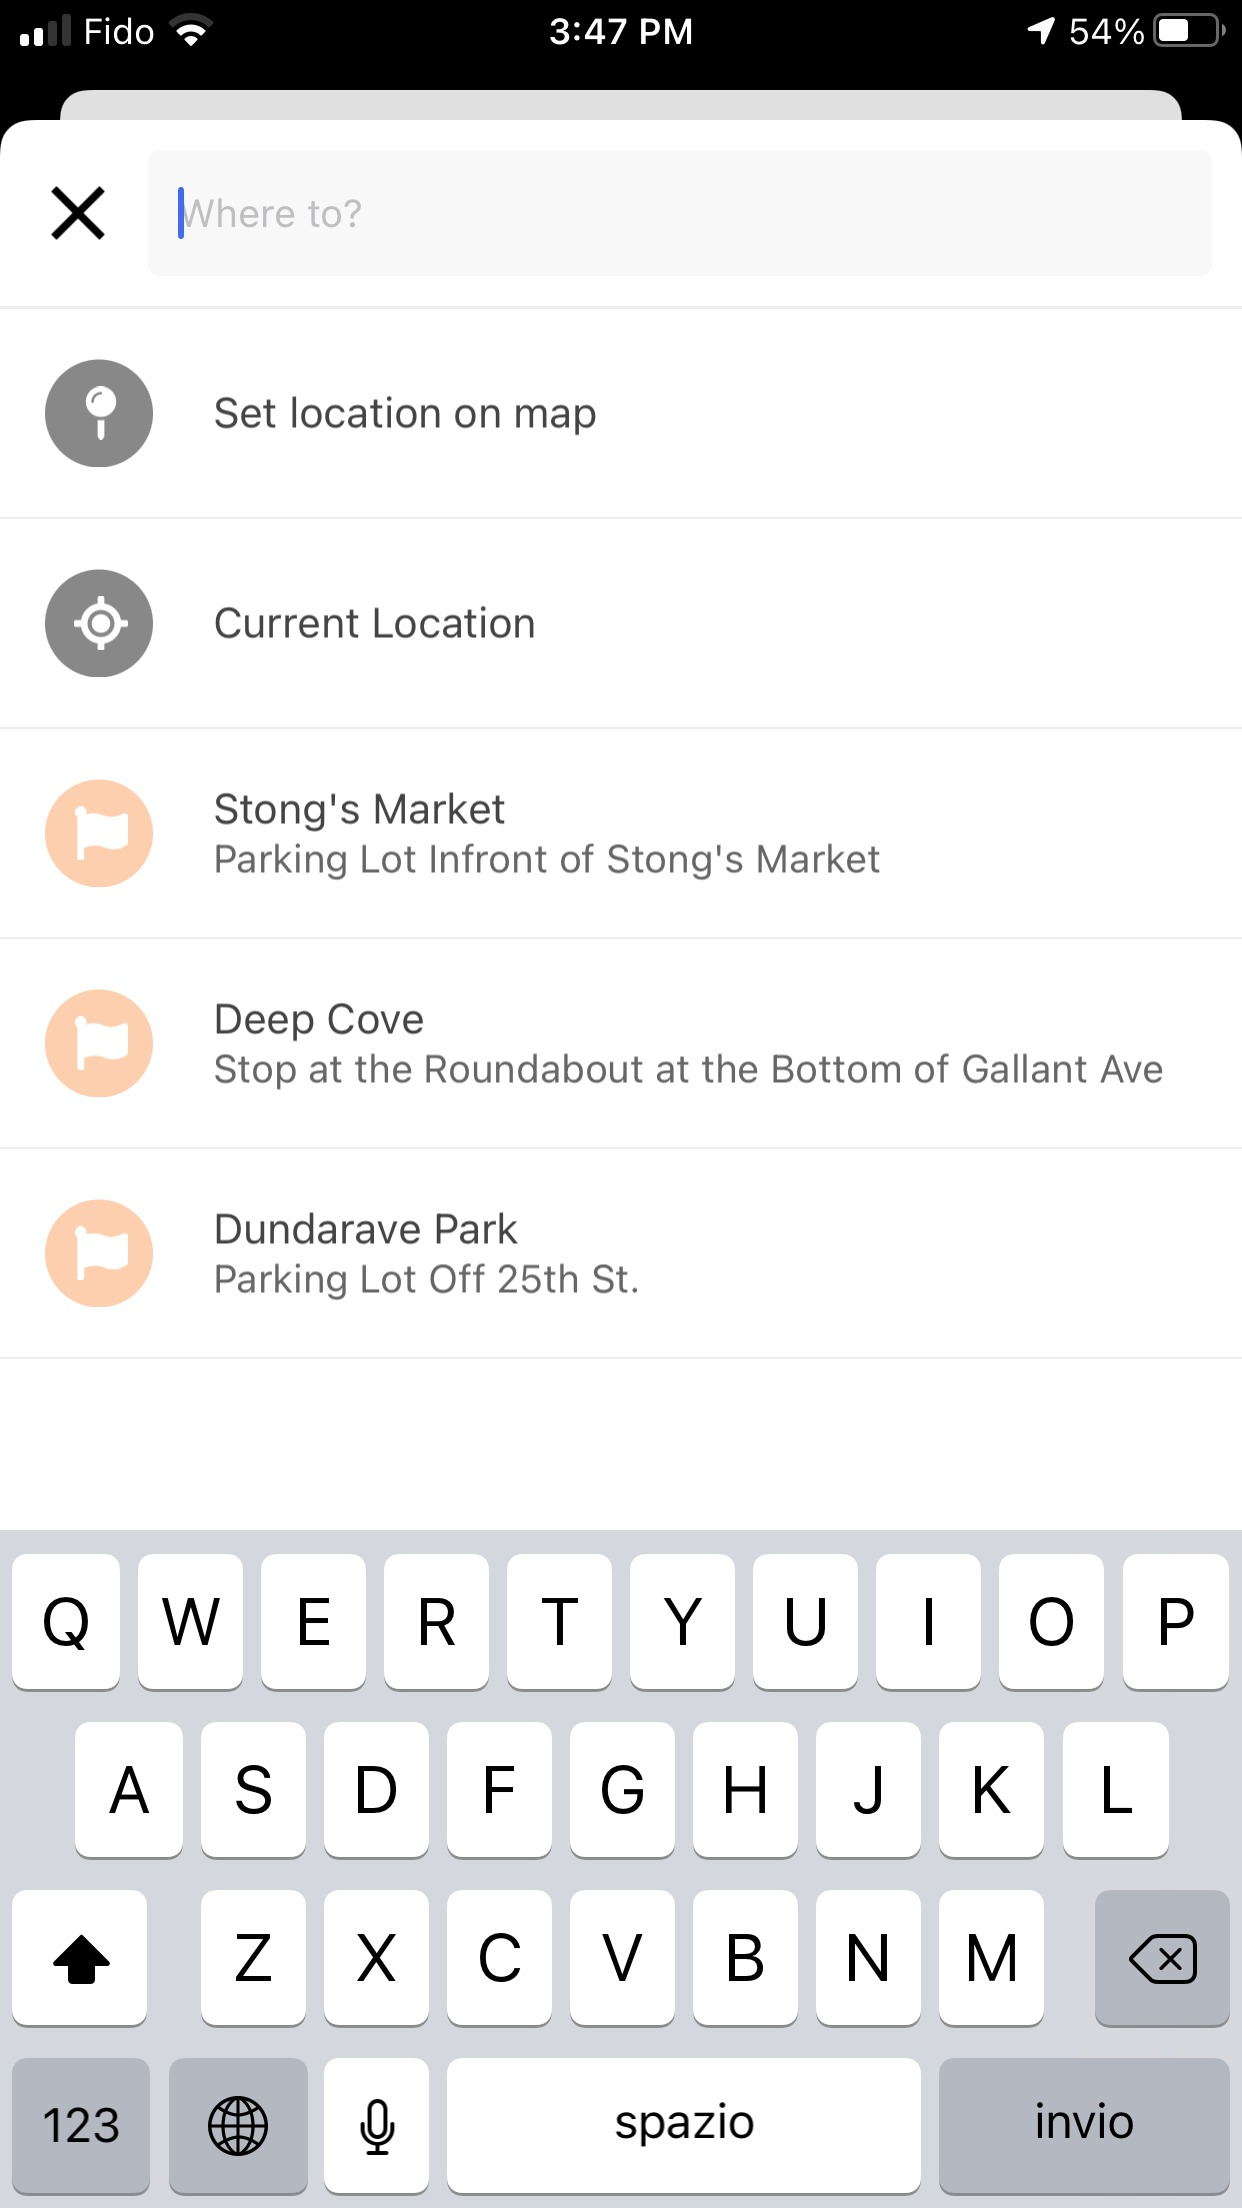 Fido
3:47 PM
54%
Where to?
Set location on map
Current Location
Stong's Market
Parking Lot Infront of Stong's Market
Deep Cove
Stop at the Roundabout at the Bottom of Gallant Ave
Dundarave Park
Parking Lot Off 25th St.
Q W E R T Y U I O P
A S D F G H J K L
Z X C V B N M
123 spazio invio